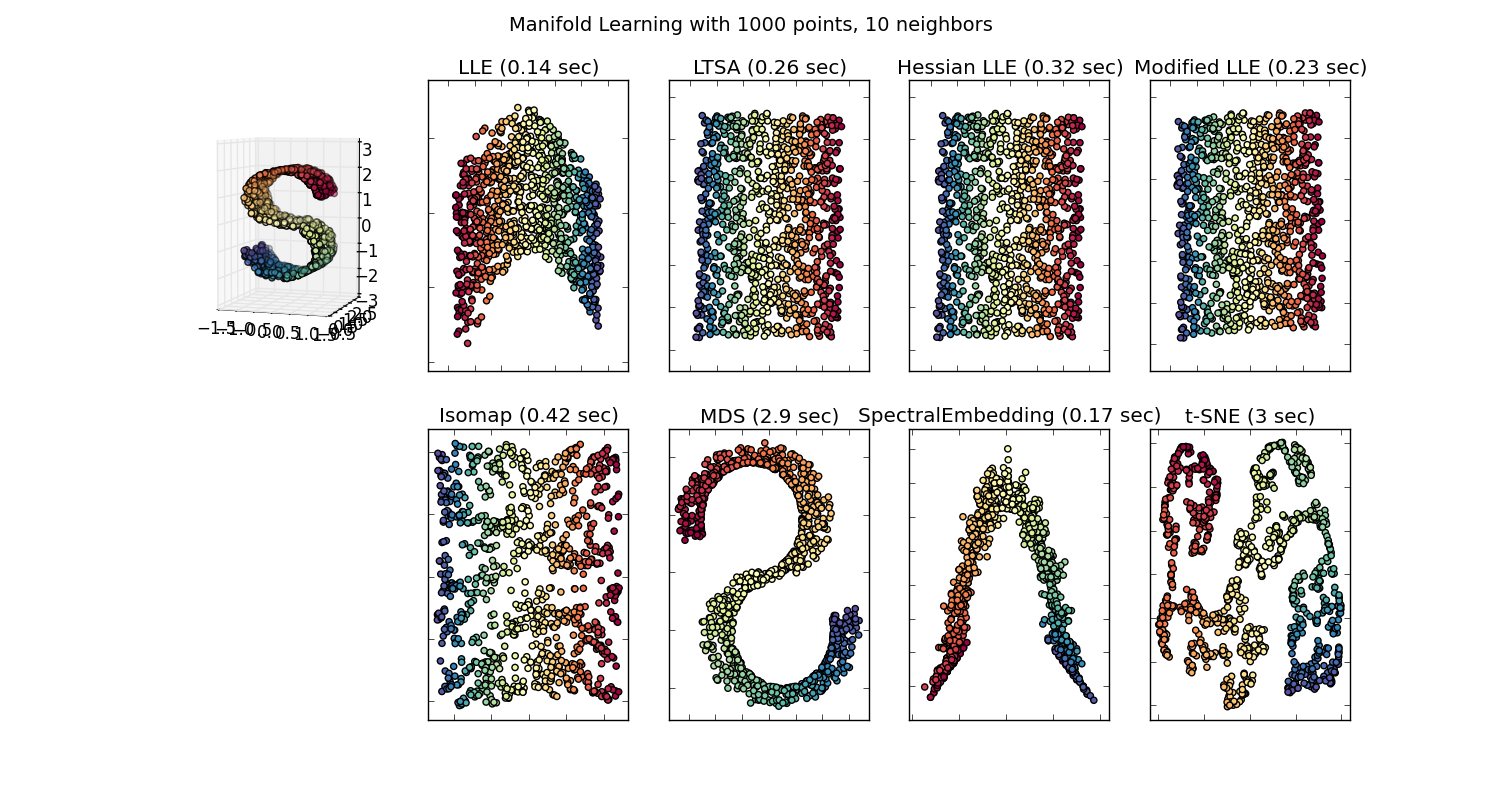 Manifold Learning with 1000 points, 10 neighbors
LLE (0.14 sec)
LTSA (0.26 sec)
Hessian LLE (0.32 sec)
Modified LLE (0.23 sec)
3
2
1
0
−1
−2
−3
Isomap (0.42 sec)
MDS (2.9 sec)
SpectralEmbedding (0.17 sec)
t-SNE (3 sec)